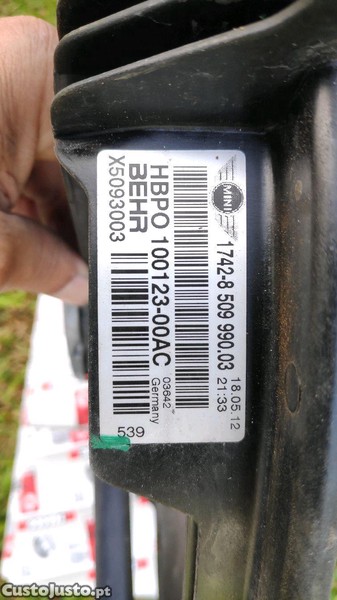 MINI
1742-8 509 990.03
18.05.12
21:33
HBPO 100123-00AC
BEHR
X5093003
03642
Germany
539
CustoJusto.pt